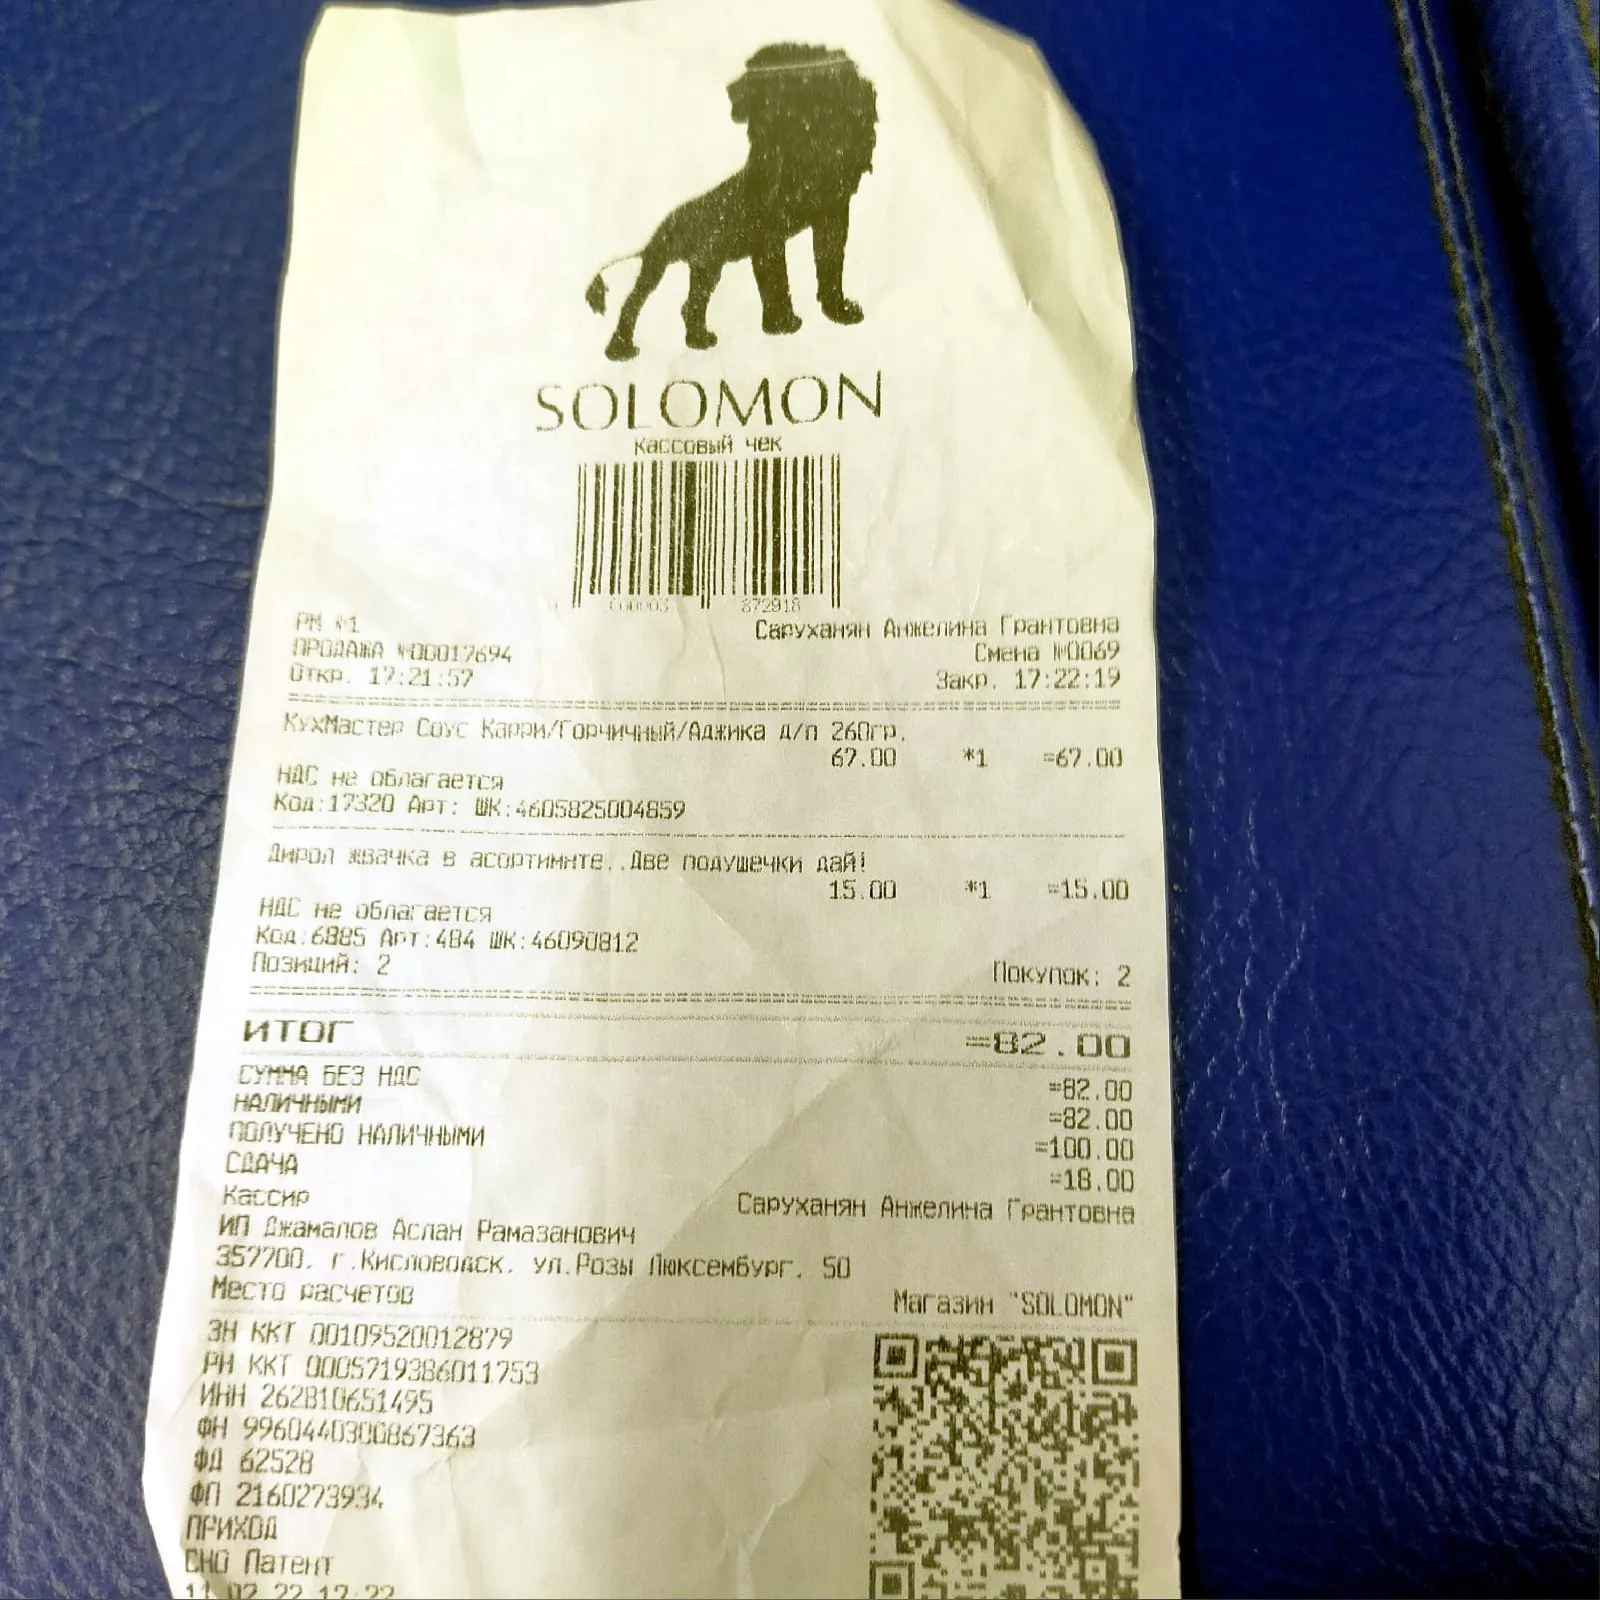 SOLOMON
Кассовый чек
872918
РМ №1 Саруханян Анжелина Грантовна
ПРОДАЖА №00017694 Смена №0069
Откр. 17:21:57 Закр. 17:22:19
КухМастер Соус Карри/Горчичный/Аджика д/п 260гр.
67.00 *1 =67.00
НДС не облагается
Код:17320 Арт: ШК:4605825004859
Дирол жвачка в асортимнте..Две подушечки дай!
15.00 *1 =15.00
НДС не облагается
Код:6885 Арт:484 ШК:46090812
Позиций: 2 Покупок: 2
ИТОГ =82.00
СУММА БЕЗ НДС =82.00
НАЛИЧНЫМИ =82.00
ПОЛУЧЕНО НАЛИЧНЫМИ =100.00
СДАЧА =18.00
Кассир Саруханян Анжелина Грантовна
ИП Джамалов Аслан Рамазанович
357700, г.Кисловодск, ул.Розы Люксембург, 50
Место расчетов Магазин "SOLOMON"
ЗН ККТ 00109520012879
РН ККТ 0005719386011753
ИНН 262810651495
ФН 9960440300867363
ФД 62528
ФП 2160273934
ПРИХОД
СНО Патент